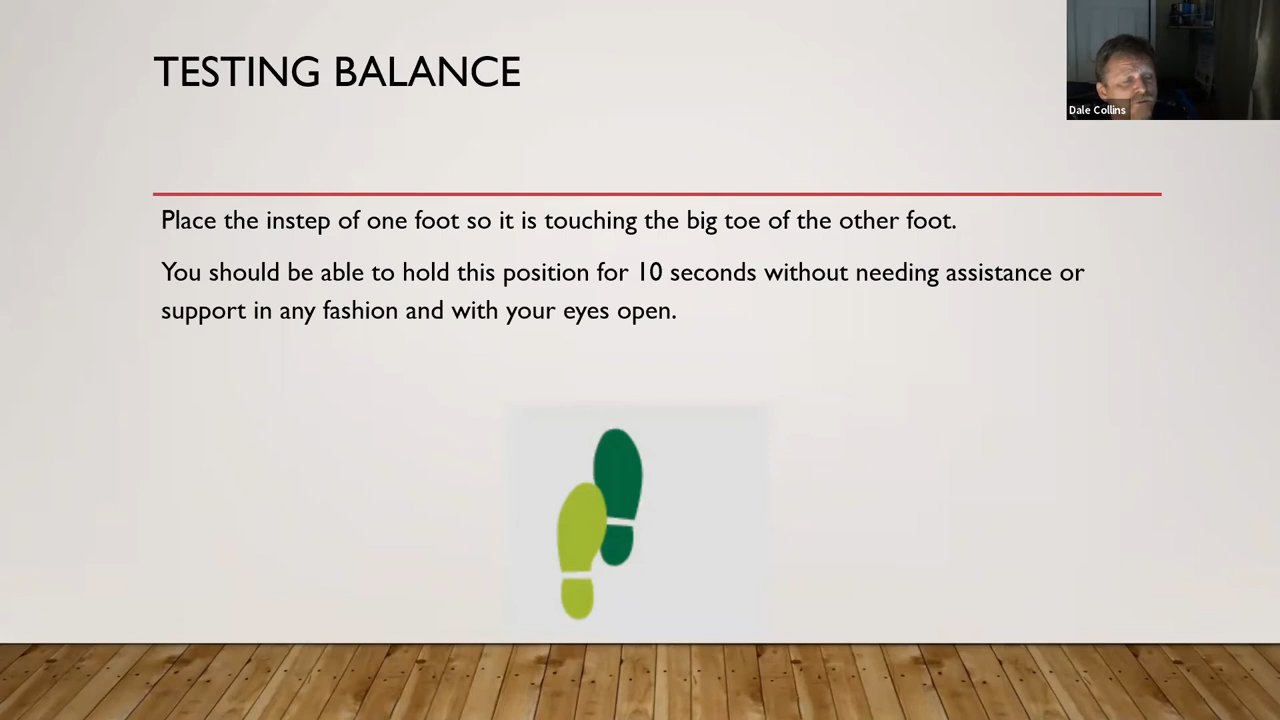 TESTING BALANCE
Dale Collins
Place the instep of one foot so it is touching the big toe of the other foot.
You should be able to hold this position for 10 seconds without needing assistance or
support in any fashion and with your eyes open.